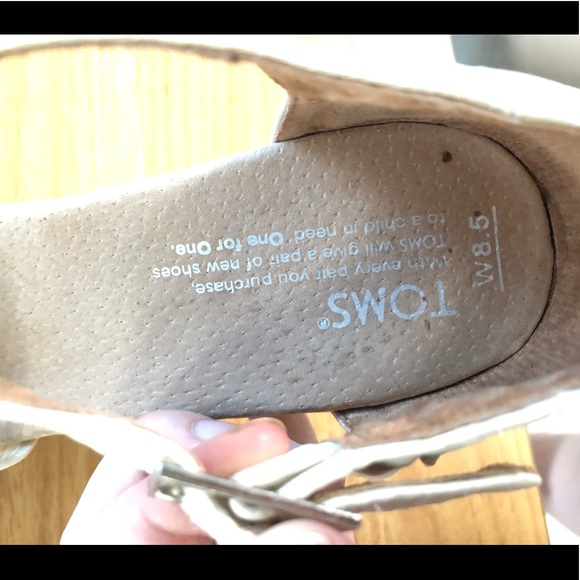 TOMS®
With every pair you purchase,
TOMS will give a pair of new shoes
to a child in need. One for One.
W8.5